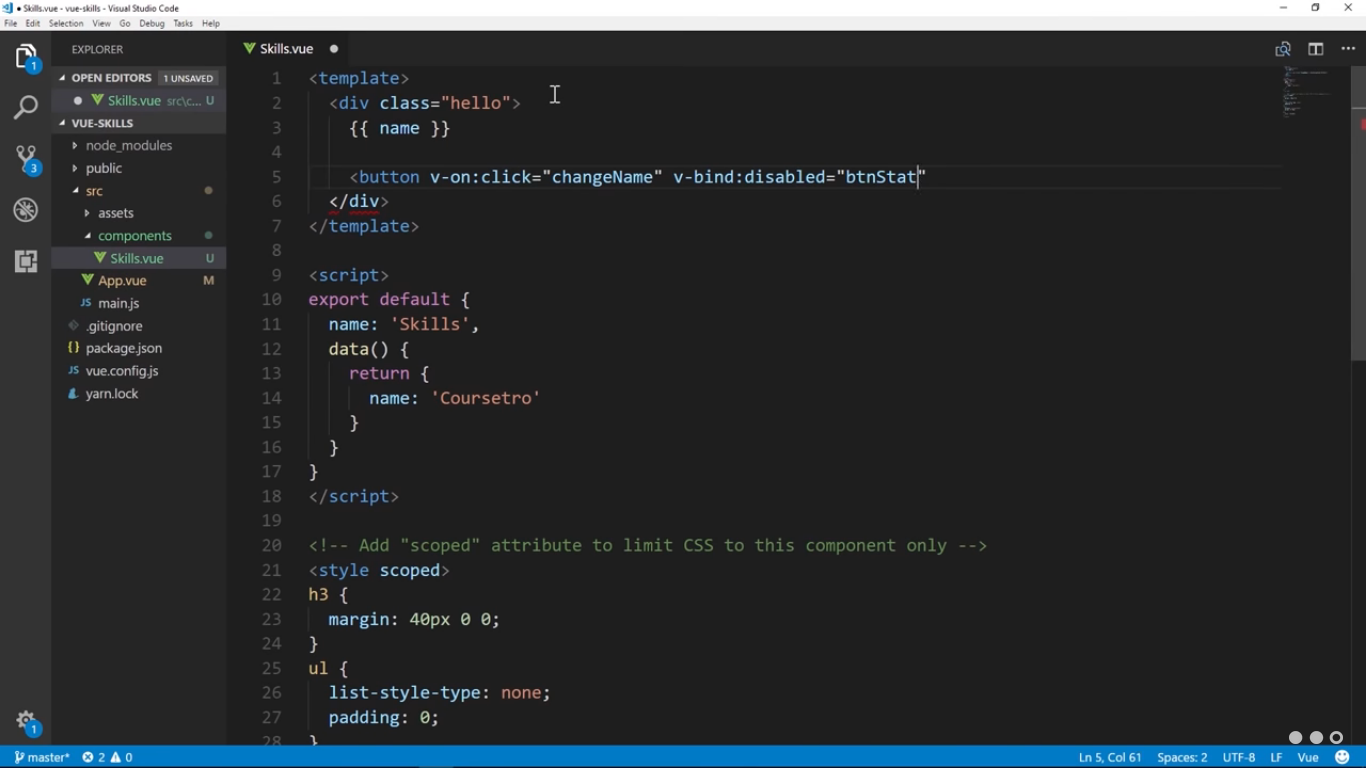 ● Skills.vue - vue-skills - Visual Studio Code
File Edit Selection View Go Debug Tasks Help
EXPLORER
OPEN EDITORS 1 UNSAVED
Skills.vue src\c... U
VUE-SKILLS
node_modules
public
src
assets
components
Skills.vue U
App.vue M
JS main.js
.gitignore
{} package.json
JS vue.config.js
yarn.lock
1
3
1
Skills.vue
1 <template>
2 <div class="hello">
3 {{ name }}
4
5 <button v-on:click="changeName" v-bind:disabled="btnStat"
6 </div>
7 </template>
8
9 <script>
10 export default {
11 name: 'Skills',
12 data() {
13 return {
14 name: 'Coursetro'
15 }
16 }
17 }
18 </script>
19
20 <!-- Add "scoped" attribute to limit CSS to this component only -->
21 <style scoped>
22 h3 {
23 margin: 40px 0 0;
24 }
25 ul {
26 list-style-type: none;
27 padding: 0;
28 }
master* 2 0 Ln 5, Col 61 Spaces: 2 UTF-8 LF Vue